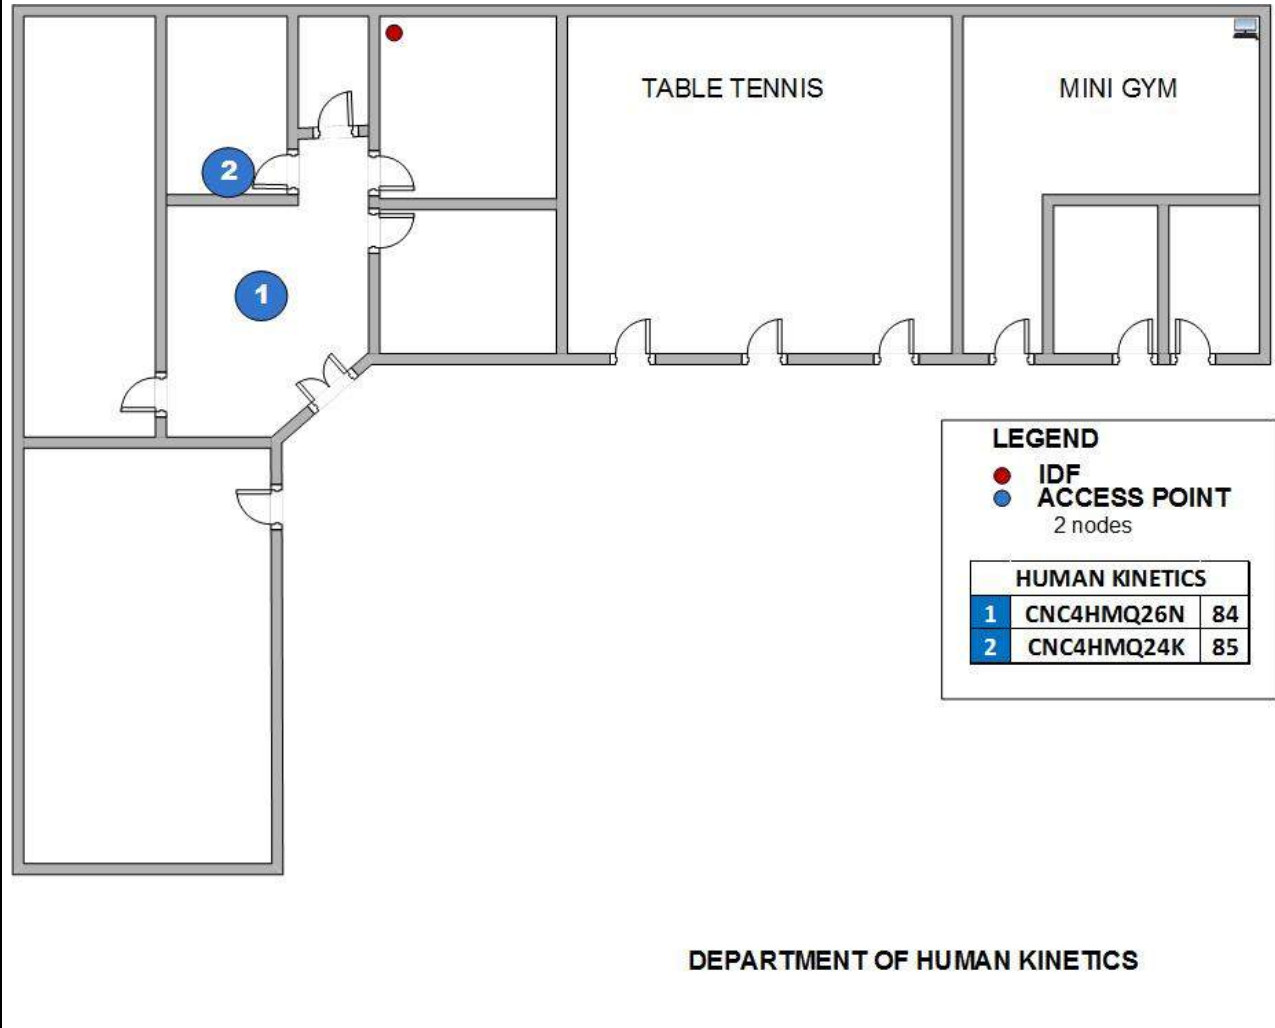 TABLE TENNIS
MINI GYM
2
1
LEGEND
IDF
ACCESS POINT
2 nodes
HUMAN KINETICS
1 CNC4HMQ26N 84
2 CNC4HMQ24K 85
DEPARTMENT OF HUMAN KINETICS